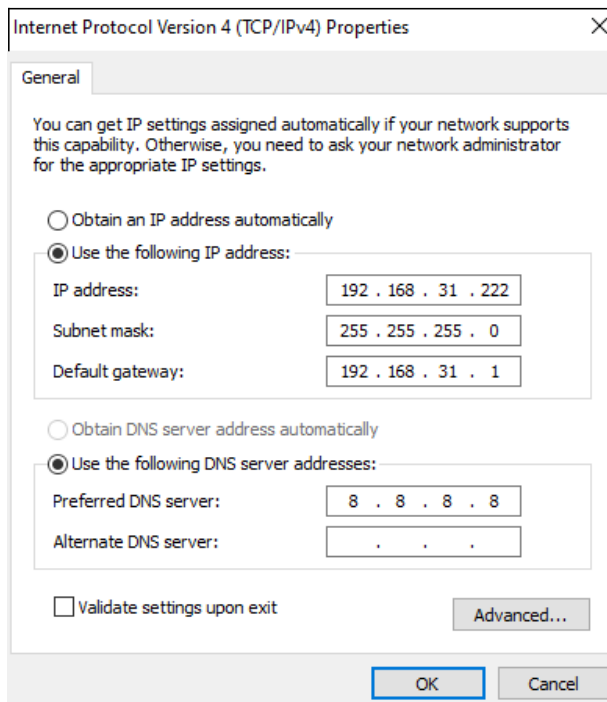 Internet Protocol Version 4 (TCP/IPv4) Properties
General
You can get IP settings assigned automatically if your network supports
this capability. Otherwise, you need to ask your network administrator
for the appropriate IP settings.
Obtain an IP address automatically
Use the following IP address:
IP address: 192 . 168 . 31 . 222
Subnet mask: 255 . 255 . 255 . 0
Default gateway: 192 . 168 . 31 . 1
Obtain DNS server address automatically
Use the following DNS server addresses:
Preferred DNS server: 8 . 8 . 8 . 8
Alternate DNS server: . . .
Validate settings upon exit
Advanced...
OK Cancel